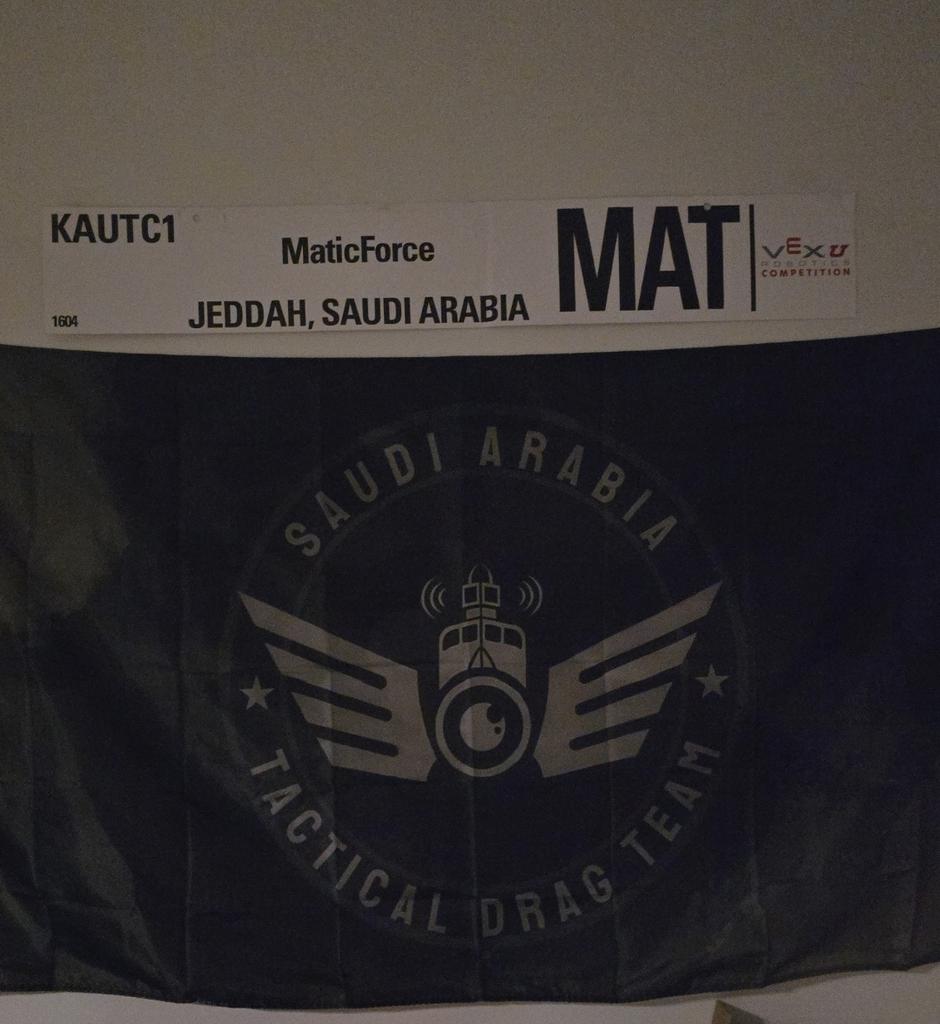 KAUTC1
MaticForce
JEDDAH, SAUDI ARABIA
1604
MAT
VEX U
ROBOTICS
COMPETITION
SAUDI ARABIA
TACTICAL DRAG TEAM